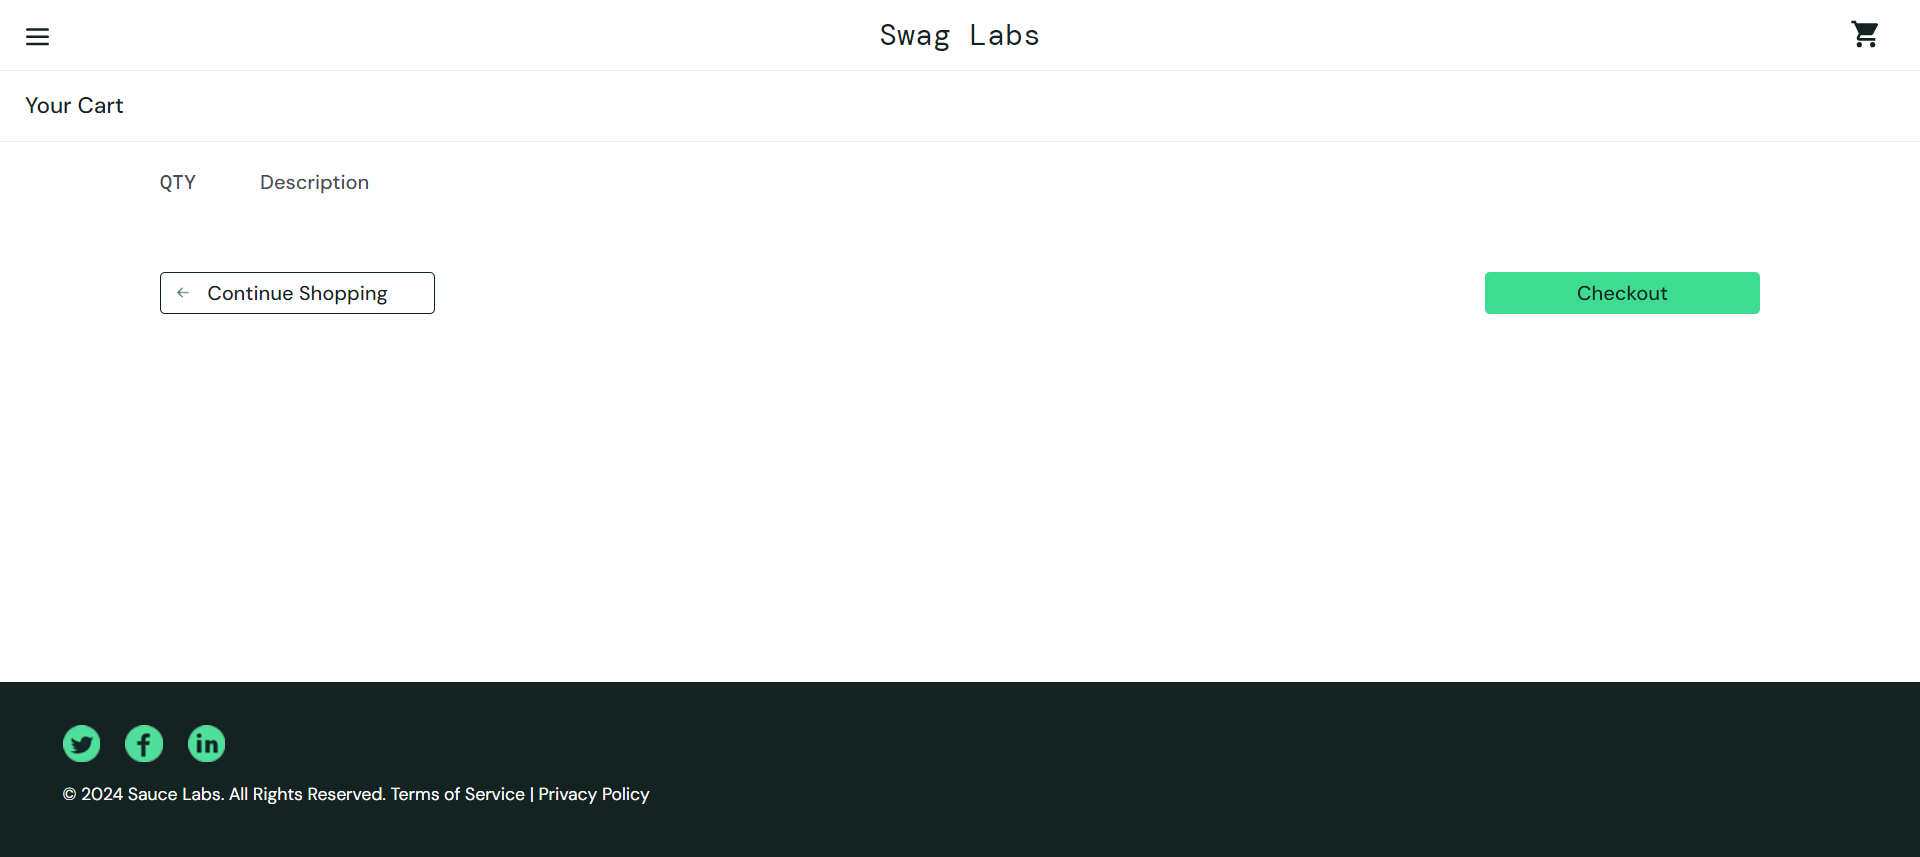 Swag Labs
Your Cart
QTY Description
Continue Shopping
Checkout
© 2024 Sauce Labs. All Rights Reserved. Terms of Service | Privacy Policy